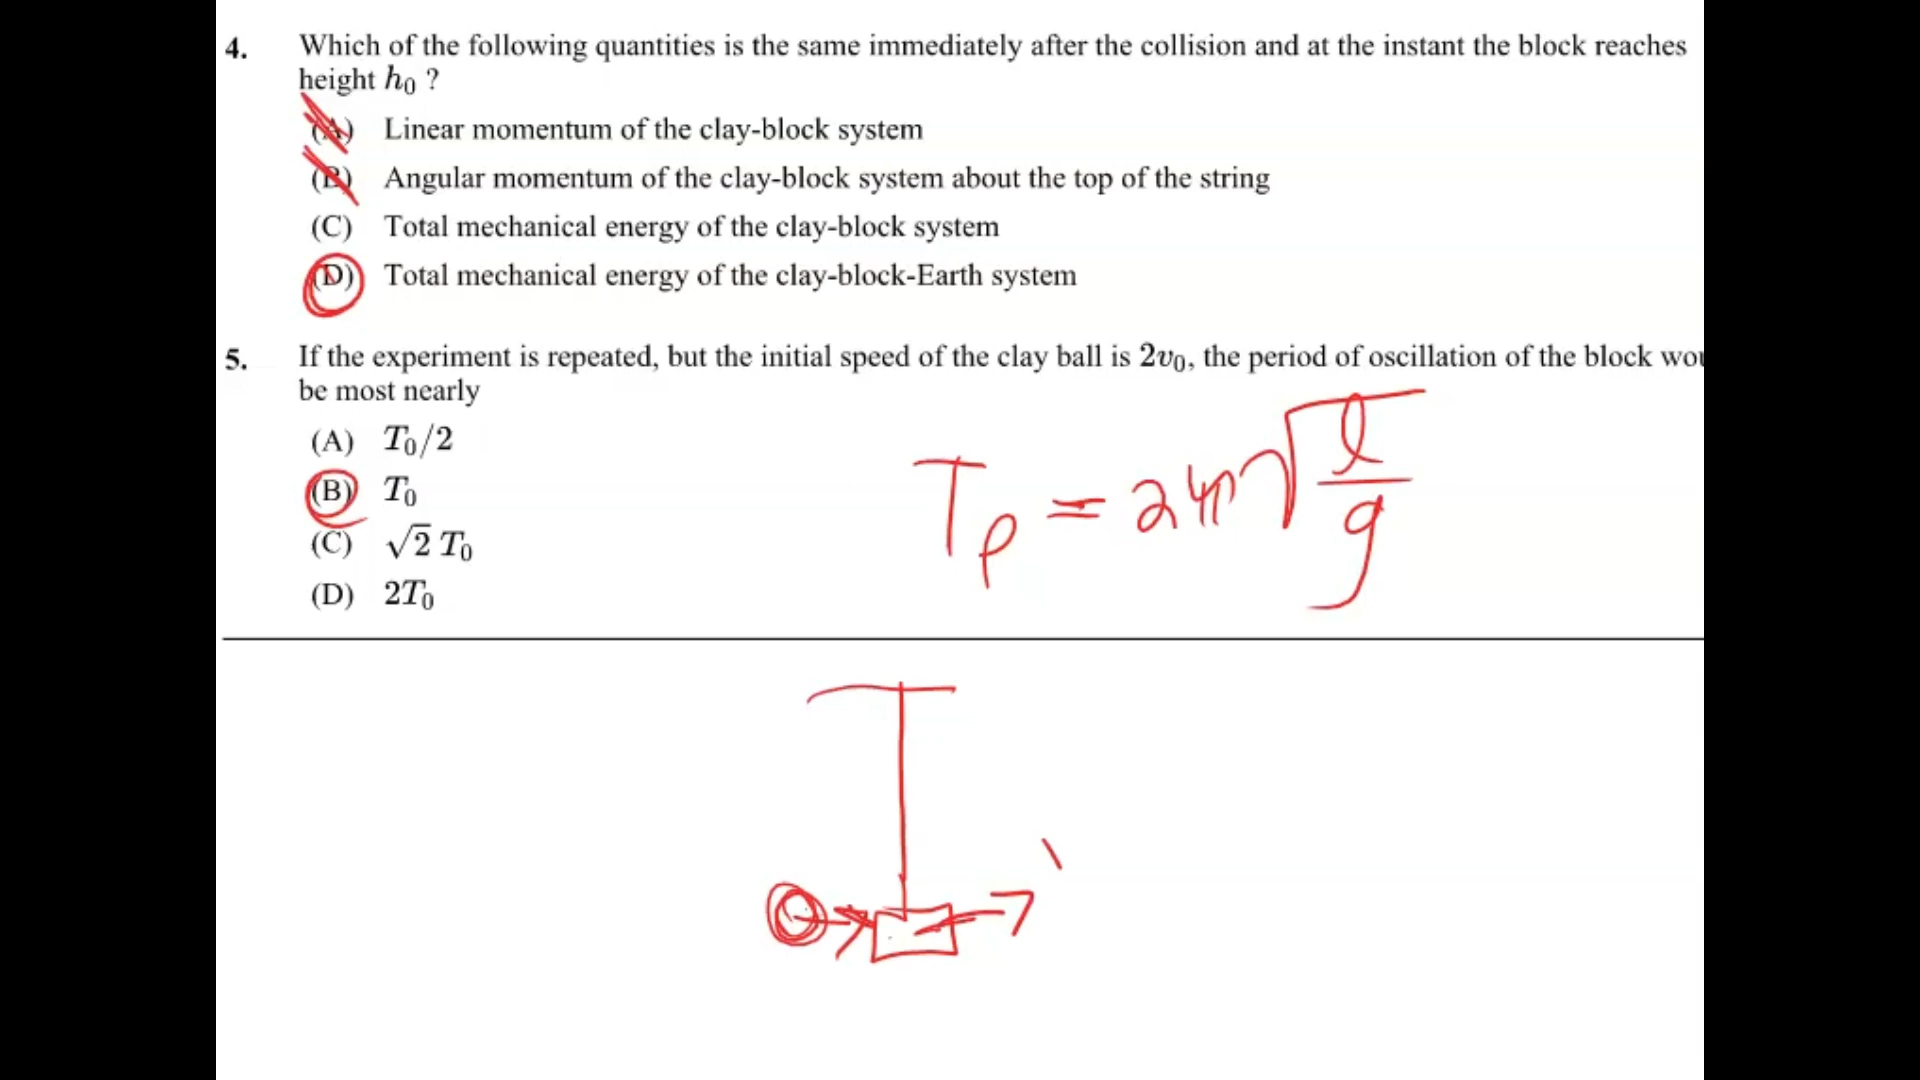 4. Which of the following quantities is the same immediately after the collision and at the instant the block reaches
height h₀ ?
(A) Linear momentum of the clay-block system
(B) Angular momentum of the clay-block system about the top of the string
(C) Total mechanical energy of the clay-block system
(D) Total mechanical energy of the clay-block-Earth system
5. If the experiment is repeated, but the initial speed of the clay ball is 2v₀, the period of oscillation of the block wou
be most nearly
(A) T₀/2
(B) T₀
(C) √2 T₀
(D) 2T₀
Tₚ = 2π√(ℓ/g)